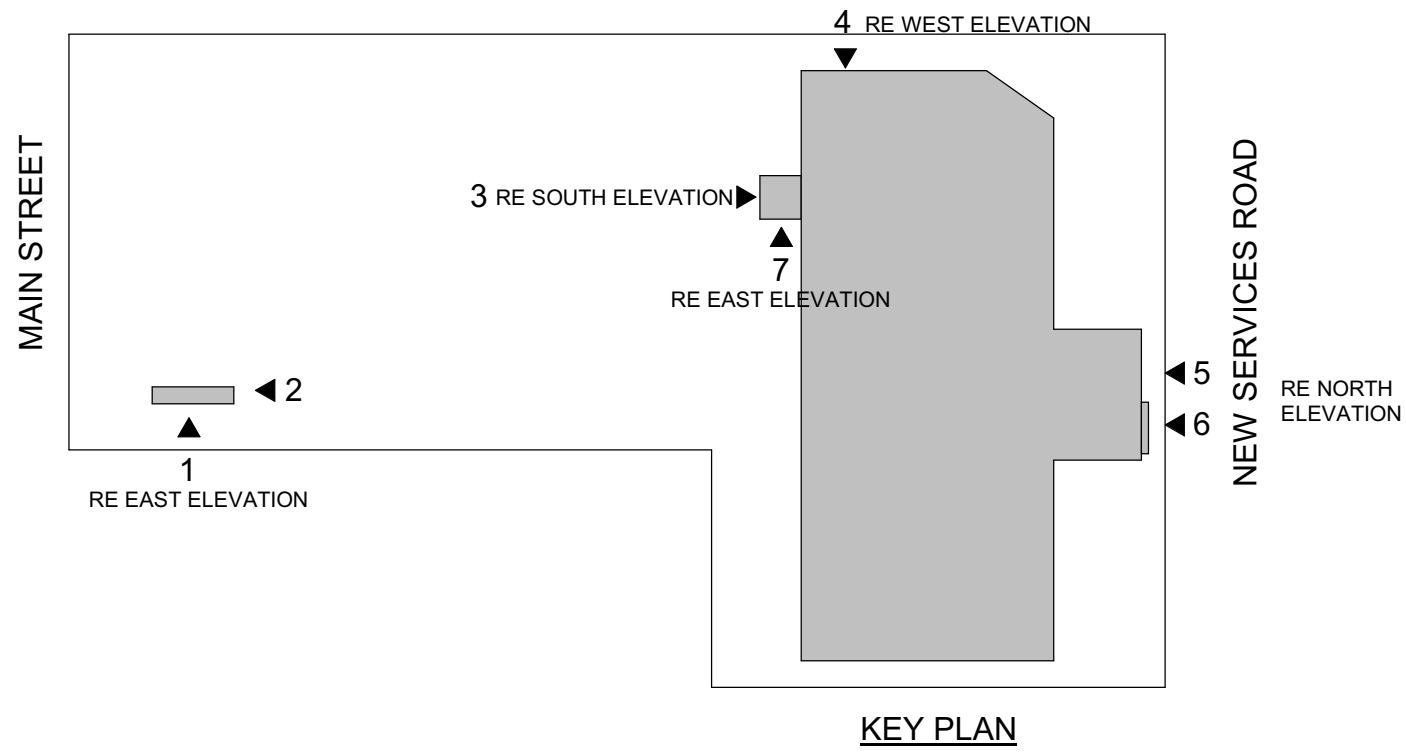 4 RE WEST ELEVATION
MAIN STREET
3 RE SOUTH ELEVATION
7
RE EAST ELEVATION
2
1
RE EAST ELEVATION
5
6
NEW SERVICES ROAD
RE NORTH
ELEVATION
KEY PLAN